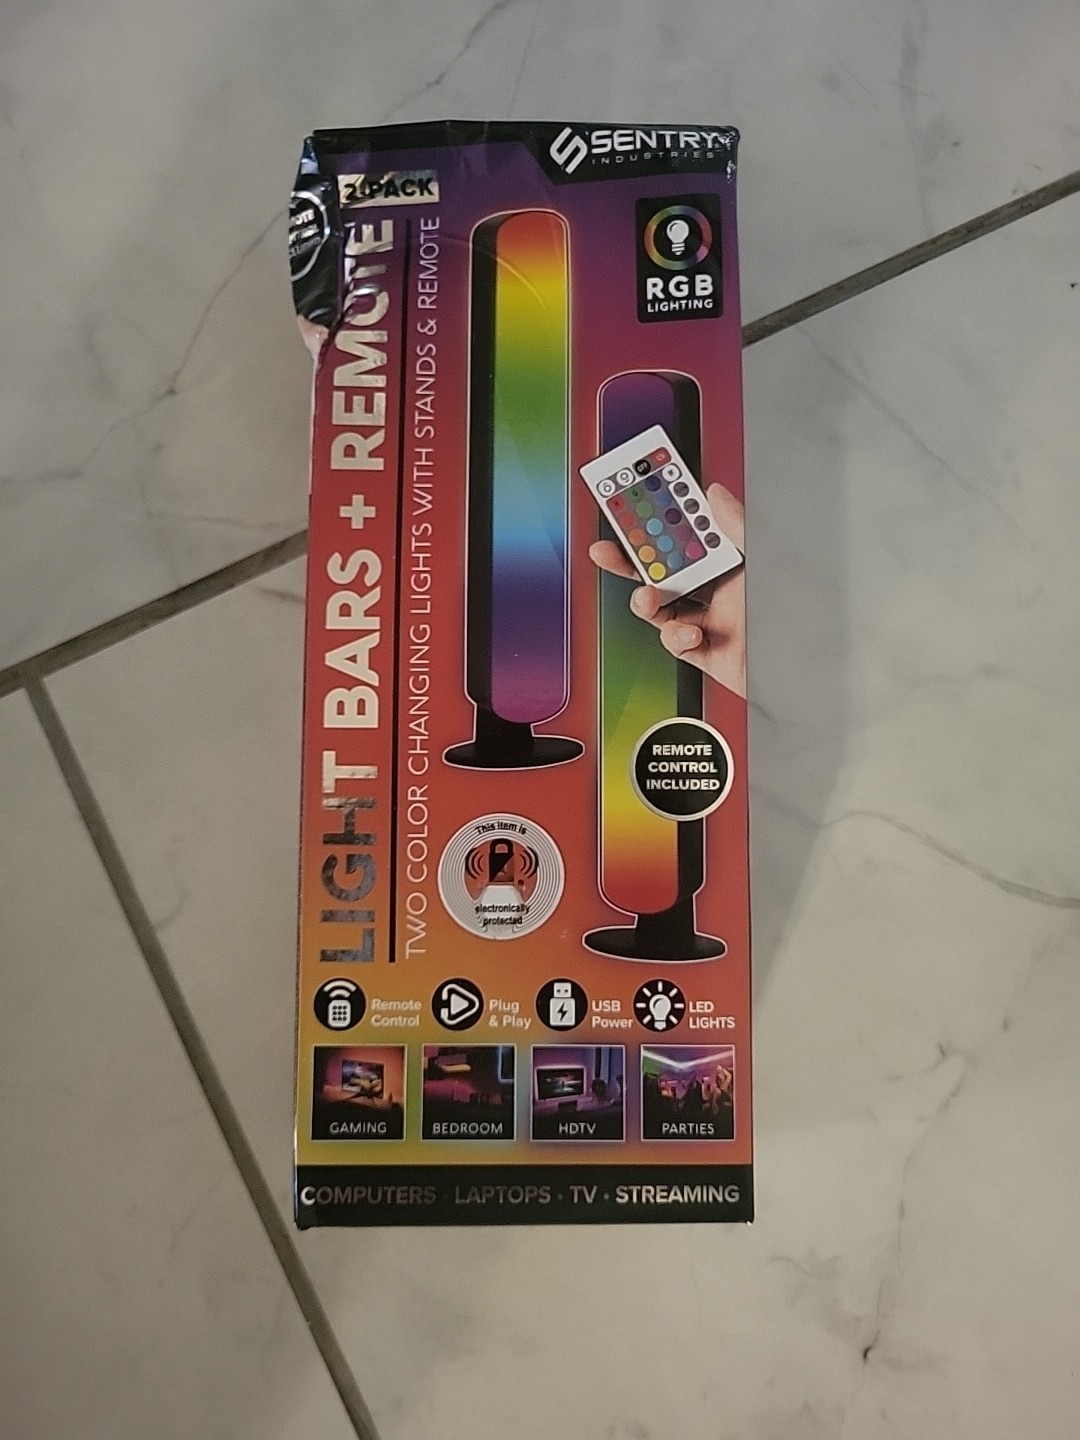 SENTRY
INDUSTRIES
2-PACK
LIGHT BARS + REMOTE
TWO COLOR CHANGING LIGHTS WITH STANDS & REMOTE
RGB
LIGHTING
OFF
REMOTE
CONTROL
INCLUDED
This item is
electronically
protected
Remote
Control
Plug
& Play
USB
Power
LED
LIGHTS
GAMING
BEDROOM
HDTV
PARTIES
COMPUTERS · LAPTOPS · TV · STREAMING